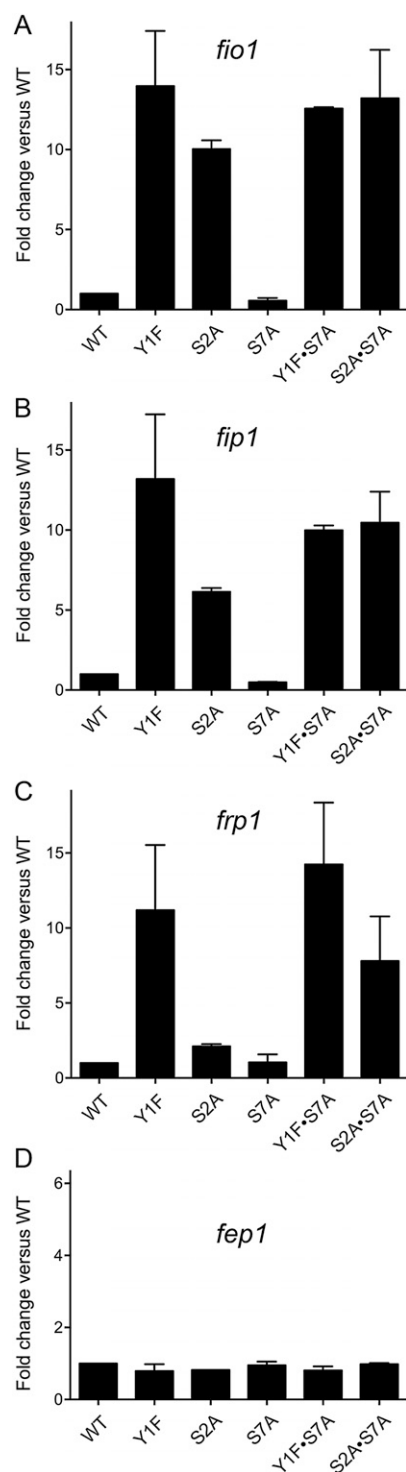 A
fio1
Fold change versus WT
15
10
5
0
WT
Y1F
S2A
S7A
Y1F•S7A
S2A•S7A
B
fip1
Fold change versus WT
15
10
5
0
WT
Y1F
S2A
S7A
Y1F•S7A
S2A•S7A
C
frp1
Fold change versus WT
15
10
5
0
WT
Y1F
S2A
S7A
Y1F•S7A
S2A•S7A
D
fep1
Fold change versus WT
6
4
2
0
WT
Y1F
S2A
S7A
Y1F•S7A
S2A•S7A